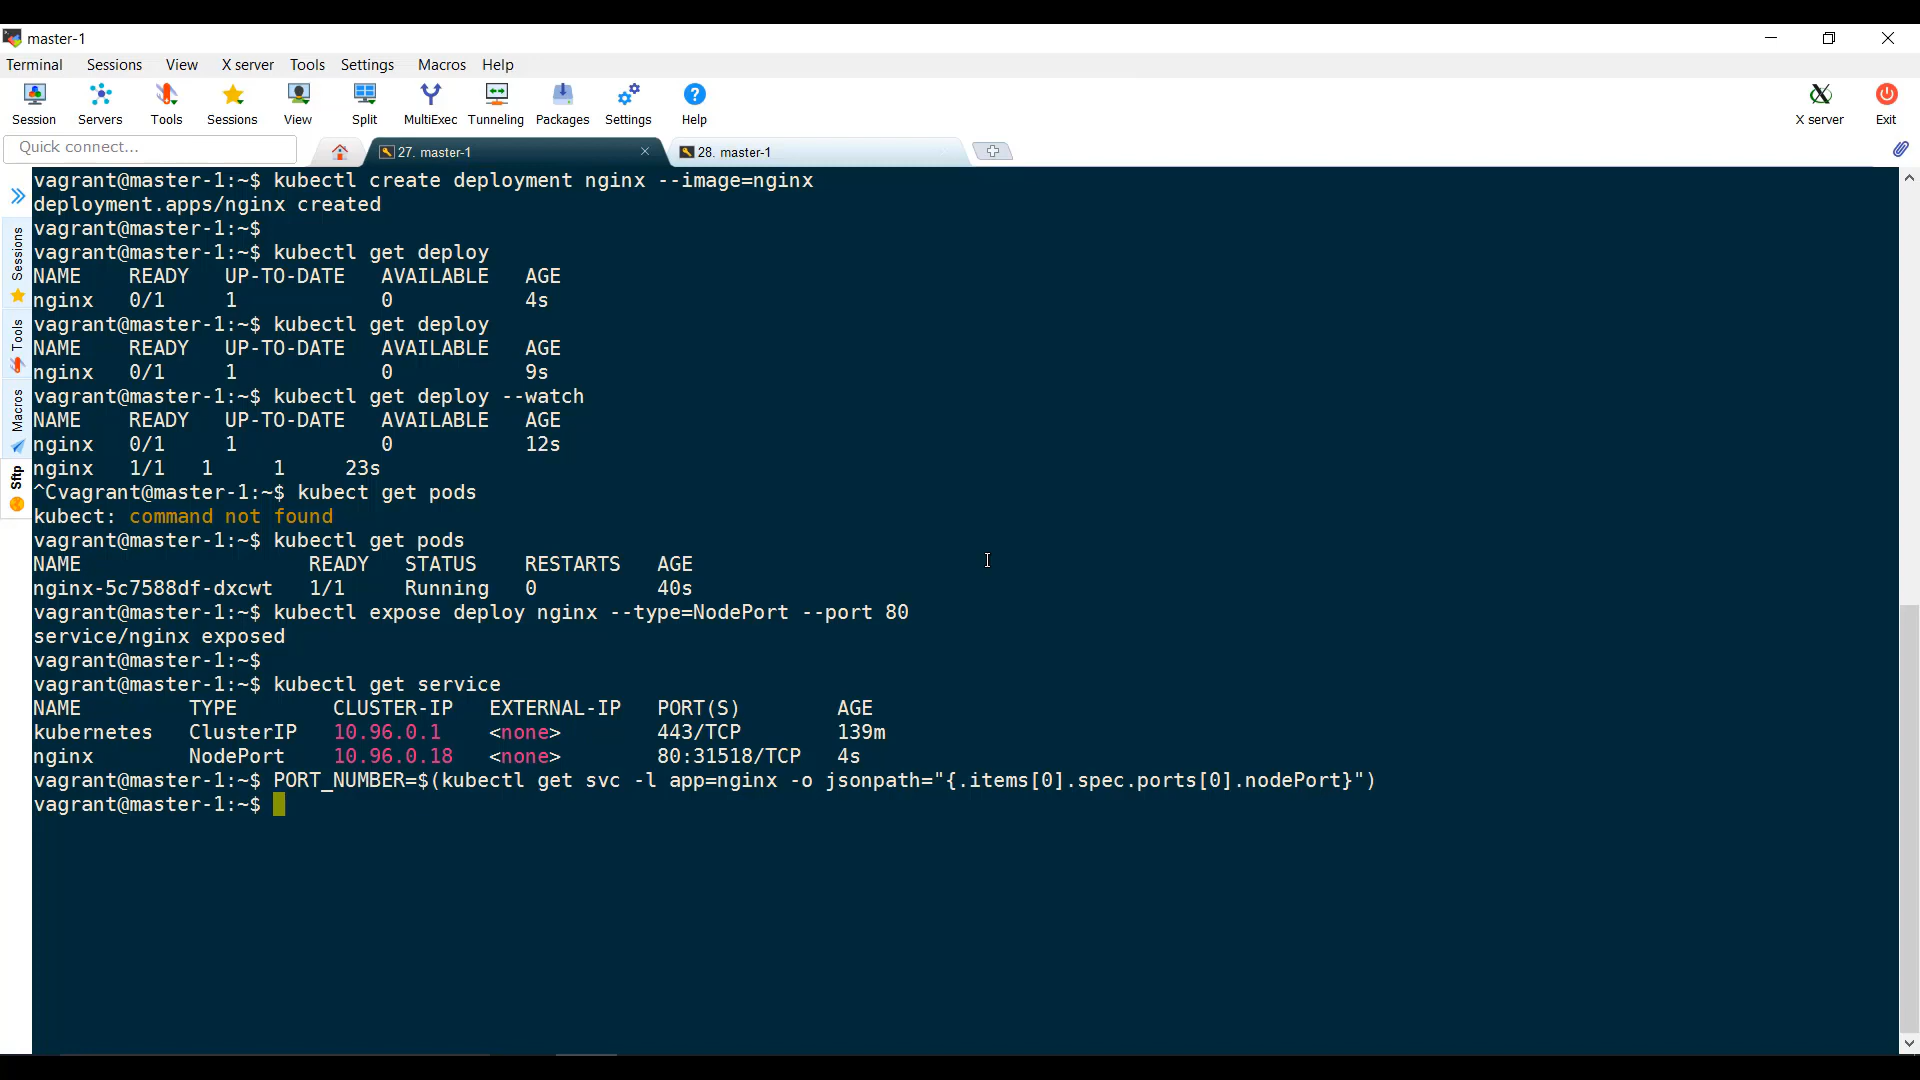 master-1
Terminal Sessions View X server Tools Settings Macros Help
Session Servers Tools Sessions View Split MultiExec Tunneling Packages Settings Help X server Exit
Quick connect... 27. master-1 28. master-1
Sessions
Tools
Macros
Sftp
vagrant@master-1:~$ kubectl create deployment nginx --image=nginx
deployment.apps/nginx created
vagrant@master-1:~$
vagrant@master-1:~$ kubectl get deploy
NAME READY UP-TO-DATE AVAILABLE AGE
nginx 0/1 1 0 4s
vagrant@master-1:~$ kubectl get deploy
NAME READY UP-TO-DATE AVAILABLE AGE
nginx 0/1 1 0 9s
vagrant@master-1:~$ kubectl get deploy --watch
NAME READY UP-TO-DATE AVAILABLE AGE
nginx 0/1 1 0 12s
nginx 1/1 1 1 23s
^Cvagrant@master-1:~$ kubect get pods
kubect: command not found
vagrant@master-1:~$ kubectl get pods
NAME READY STATUS RESTARTS AGE
nginx-5c7588df-dxcwt 1/1 Running 0 40s
vagrant@master-1:~$ kubectl expose deploy nginx --type=NodePort --port 80
service/nginx exposed
vagrant@master-1:~$
vagrant@master-1:~$ kubectl get service
NAME TYPE CLUSTER-IP EXTERNAL-IP PORT(S) AGE
kubernetes ClusterIP 10.96.0.1 <none> 443/TCP 139m
nginx NodePort 10.96.0.18 <none> 80:31518/TCP 4s
vagrant@master-1:~$ PORT_NUMBER=$(kubectl get svc -l app=nginx -o jsonpath="{.items[0].spec.ports[0].nodePort}")
vagrant@master-1:~$